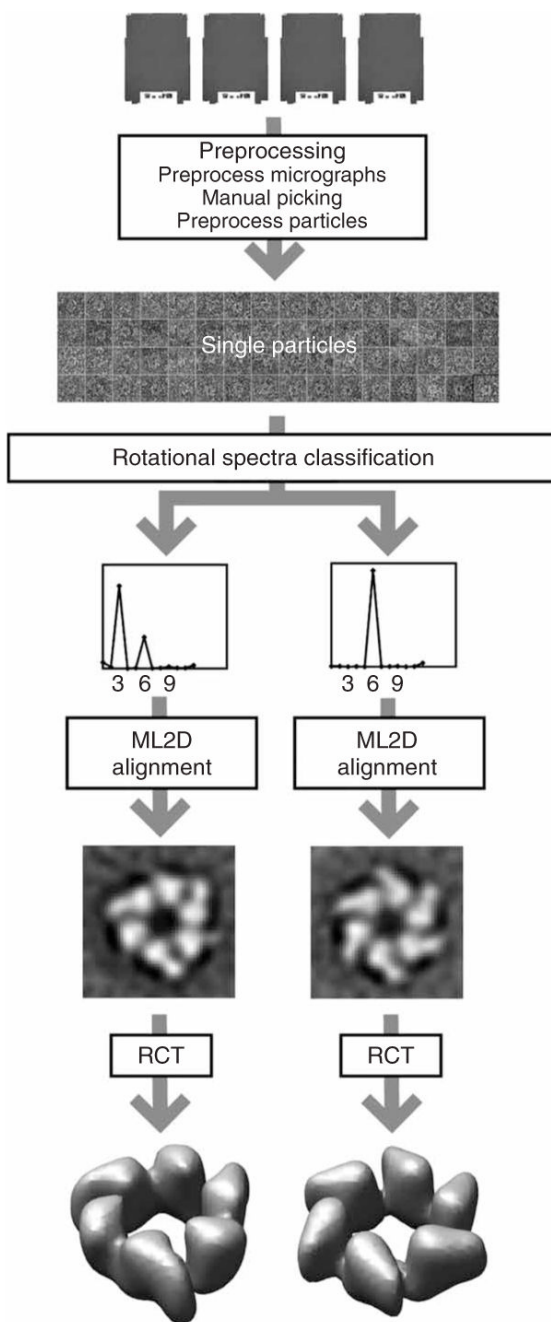 Preprocessing
Preprocess micrographs
Manual picking
Preprocess particles
Single particles
Rotational spectra classification
3 6 9
3 6 9
ML2D
alignment
ML2D
alignment
RCT
RCT